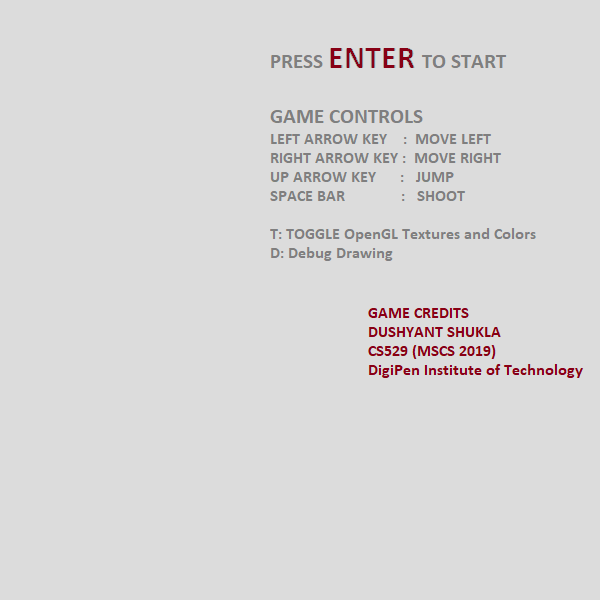 PRESS ENTER TO START
GAME CONTROLS
LEFT ARROW KEY : MOVE LEFT
RIGHT ARROW KEY : MOVE RIGHT
UP ARROW KEY : JUMP
SPACE BAR : SHOOT
T: TOGGLE OpenGL Textures and Colors
D: Debug Drawing
GAME CREDITS
DUSHYANT SHUKLA
CS529 (MSCS 2019)
DigiPen Institute of Technology